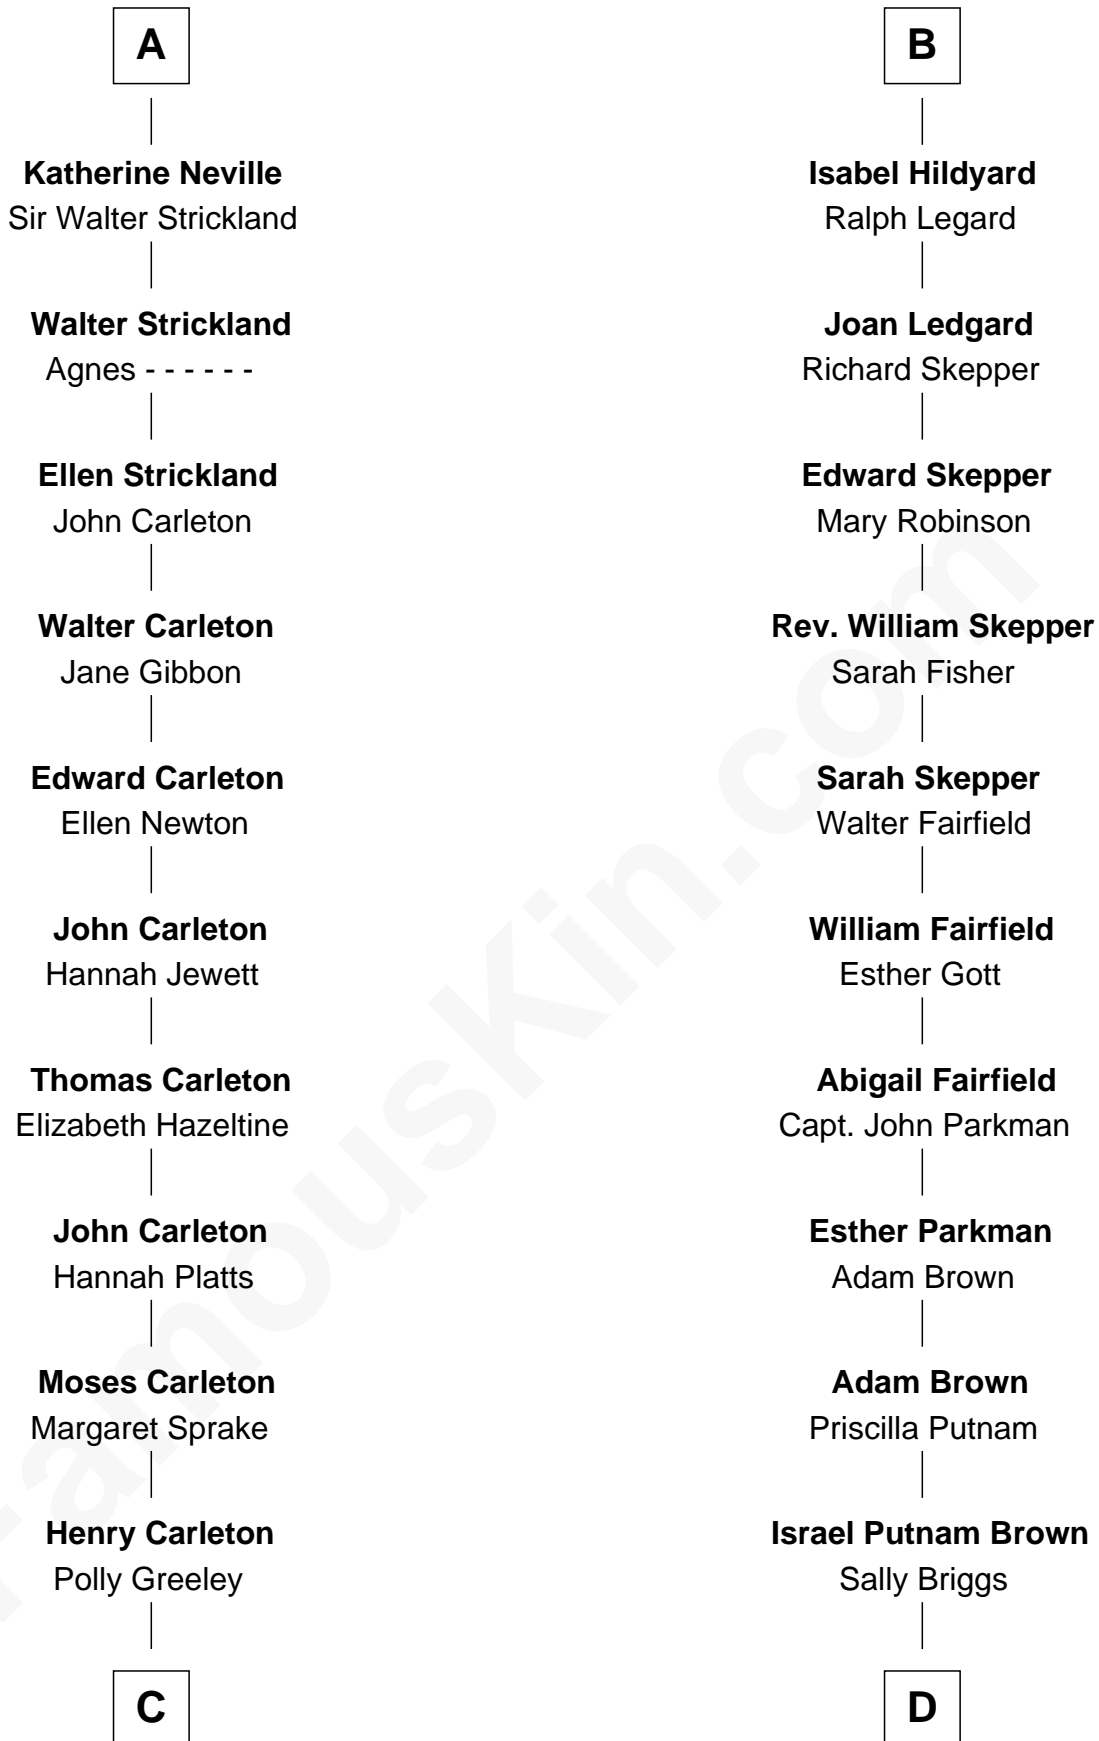 A
Katherine Neville
Sir Walter Strickland
Walter Strickland
Agnes - - - - - -
Ellen Strickland
John Carleton
Walter Carleton
Jane Gibbon
Edward Carleton
Ellen Newton
John Carleton
Hannah Jewett
Thomas Carleton
Elizabeth Hazeltine
John Carleton
Hannah Platts
Moses Carleton
Margaret Sprake
Henry Carleton
Polly Greeley
C
B
Isabel Hildyard
Ralph Legard
Joan Ledgard
Richard Skepper
Edward Skepper
Mary Robinson
Rev. William Skepper
Sarah Fisher
Sarah Skepper
Walter Fairfield
William Fairfield
Esther Gott
Abigail Fairfield
Capt. John Parkman
Esther Parkman
Adam Brown
Adam Brown
Priscilla Putnam
Israel Putnam Brown
Sally Briggs
D
FamousKin.com